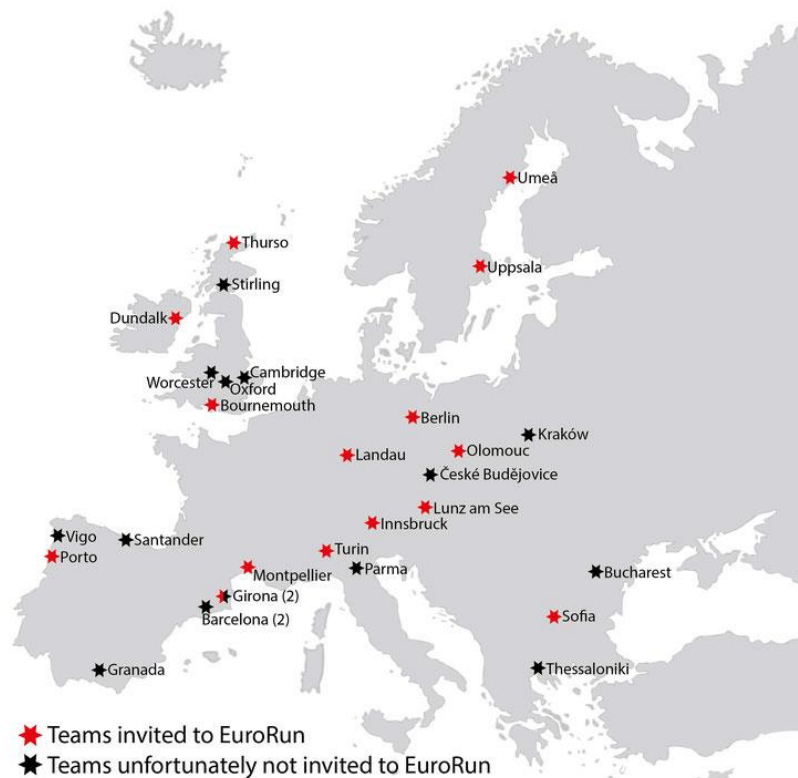 Umeå
Thurso
Uppsala
Stirling
Dundalk
Cambridge
Worcester
Oxford
Bournemouth
Berlin
Kraków
Olomouc
Landau
České Budějovice
Lunz am See
Innsbruck
Vigo
Santander
Turin
Porto
Parma
Montpellier
Bucharest
Girona (2)
Barcelona (2)
Sofia
Granada
Thessaloniki
Teams invited to EuroRun
Teams unfortunately not invited to EuroRun